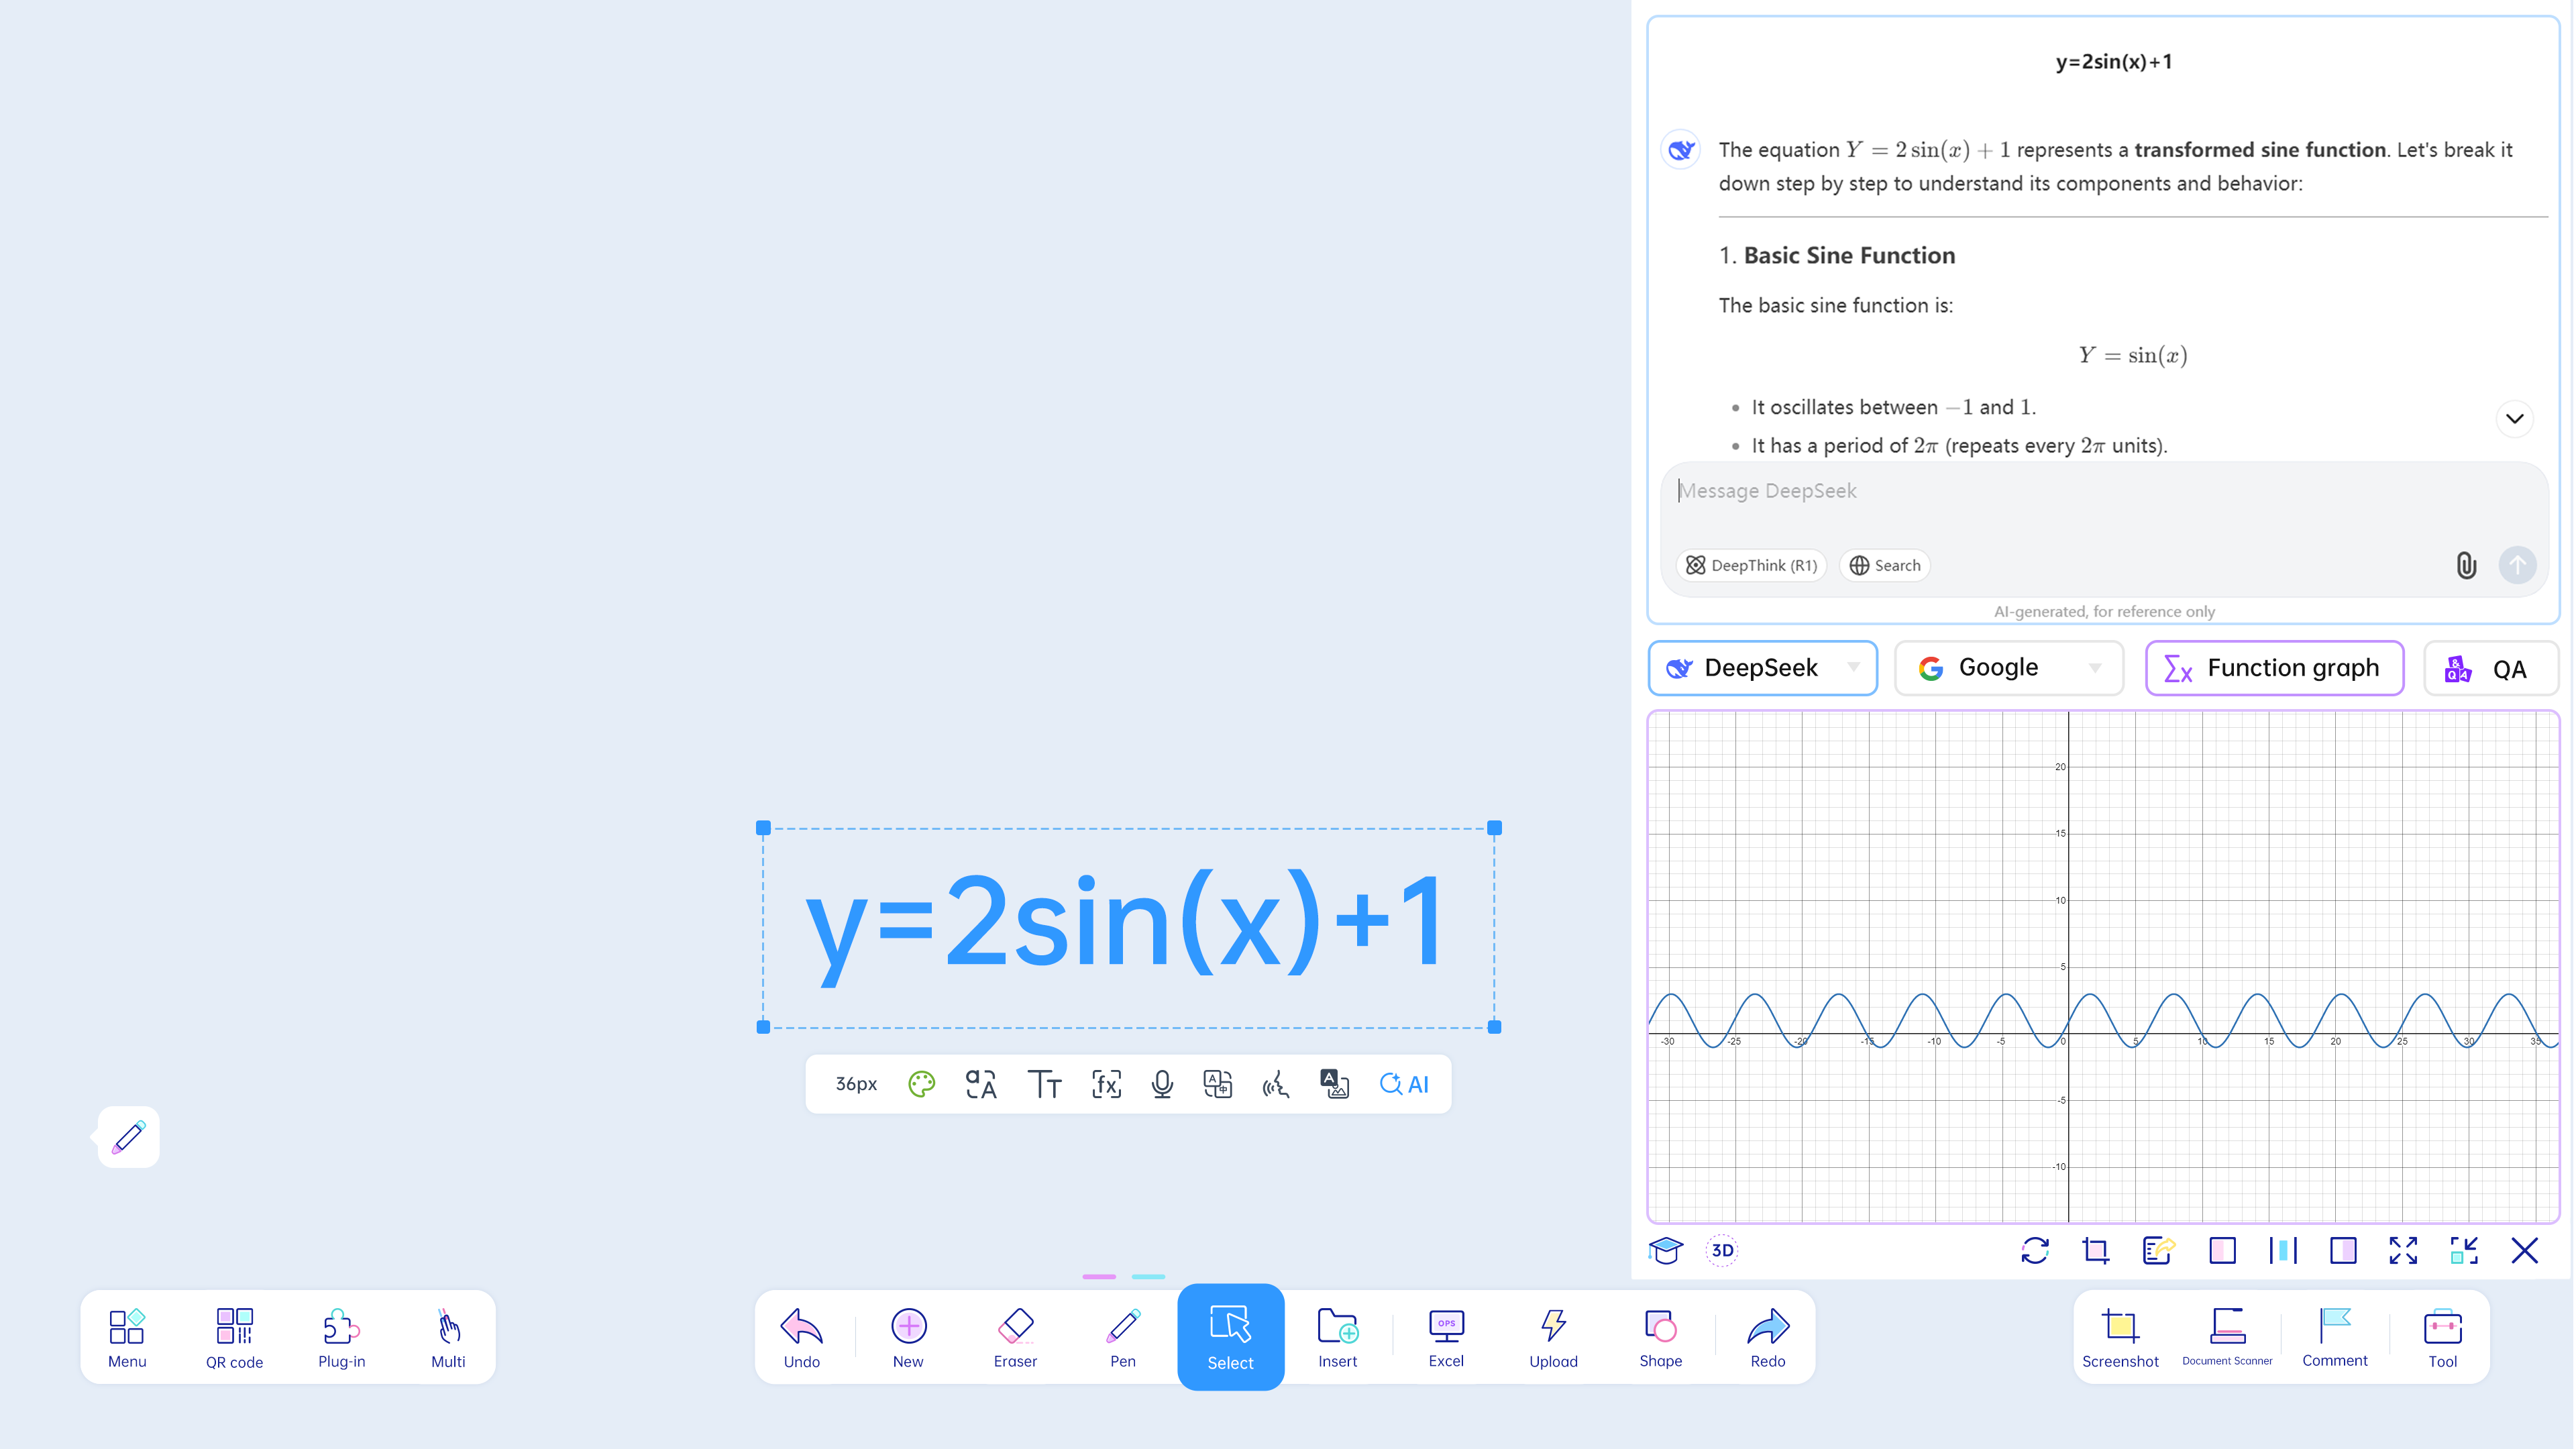 y=2sin(x)+1
The equation Y = 2 sin(x) + 1 represents a transformed sine function. Let's break it
down step by step to understand its components and behavior:
1. Basic Sine Function
The basic sine function is:
Y = sin(x)
• It oscillates between −1 and 1.
• It has a period of 2π (repeats every 2π units).
Message DeepSeek
DeepThink (R1) Search
AI-generated, for reference only
DeepSeek Google Σx Function graph & Q A QA
20
15
10
5
-30 -25 -20 -15 -10 -5 0 5 10 15 20 25 30 35
-5
-10
3D
y=2sin(x)+1
36px a A TT fx A 中 A AI
Menu QR code Plug-in Multi
OPS
Undo New Eraser Pen Select Insert Excel Upload Shape Redo
Screenshot Document Scanner Comment Tool